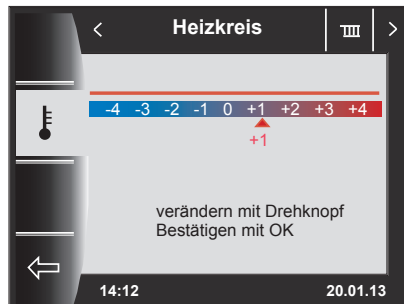 < Heizkreis >
-4 -3 -2 -1 0 +1 +2 +3 +4
+1
verändern mit Drehknopf
Bestätigen mit OK
14:12 20.01.13